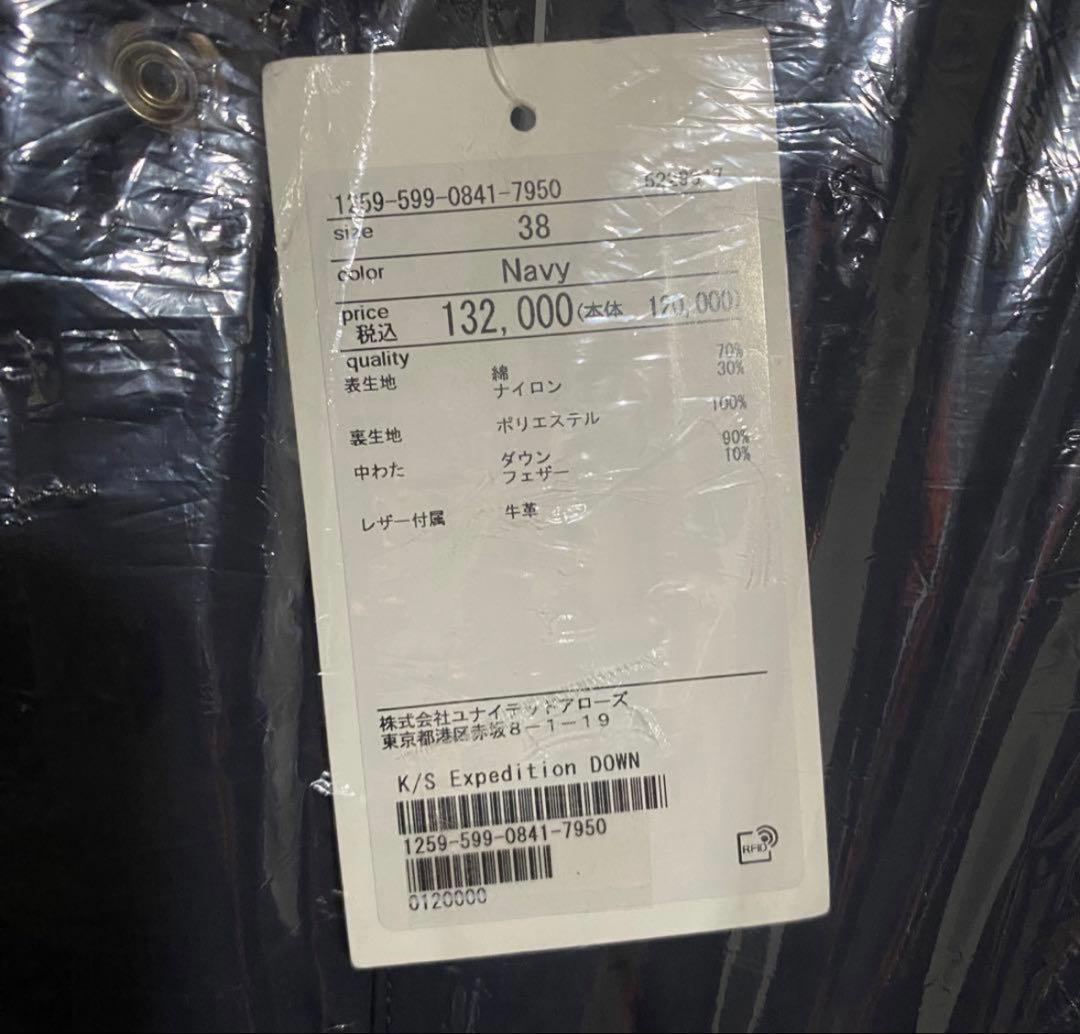 1259-599-0841-7950
size 38
color Navy
price 132,000(本体 120,000)
税込
quality
表生地 綿 70%
ナイロン 30%
裏生地 ポリエステル 100%
中わた ダウン 90%
フェザー 10%
レザー付属 牛革
株式会社ユナイテッドアローズ
東京都港区赤坂8-1-19
K/S Expedition DOWN
1259-599-0841-7950
0120000
RFID